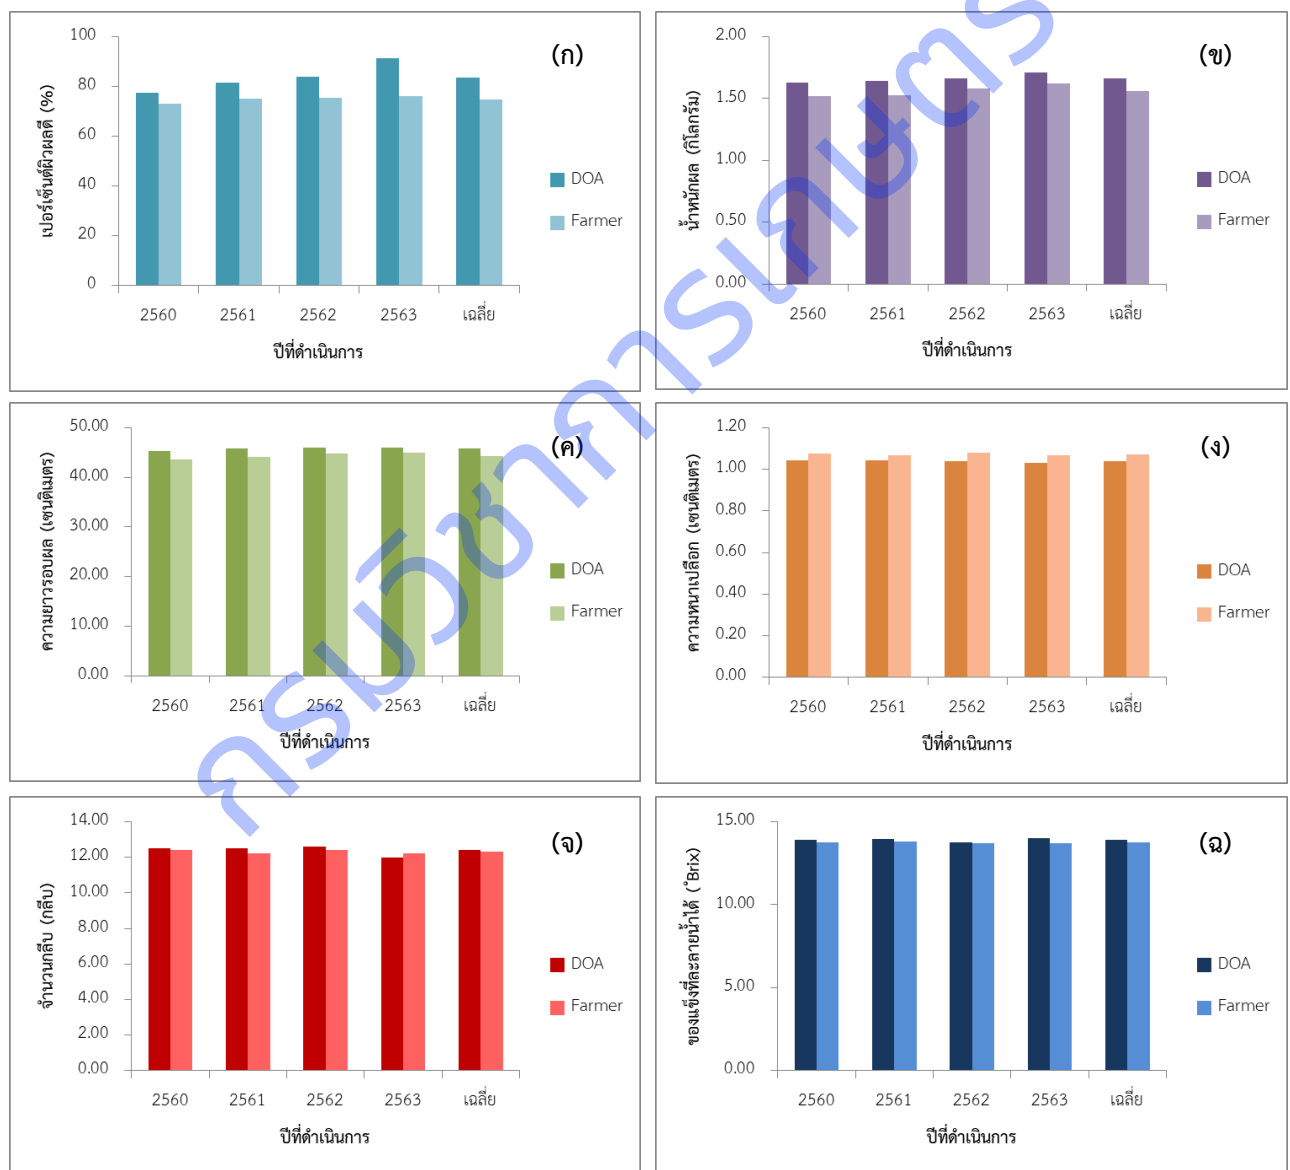 (ก)
เปอร์เซ็นต์ผิวผลดี (%)
100
80
60
40
20
0
2560 2561 2562 2563 เฉลี่ย
ปีที่ดำเนินการ
DOA
Farmer
(ข)
น้ำหนักผล (กิโลกรัม)
2.00
1.50
1.00
0.50
0.00
2560 2561 2562 2563 เฉลี่ย
ปีที่ดำเนินการ
DOA
Farmer
(ค)
ความยาวรอบผล (เซนติเมตร)
50.00
40.00
30.00
20.00
10.00
0.00
2560 2561 2562 2563 เฉลี่ย
ปีที่ดำเนินการ
DOA
Farmer
(ง)
ความหนาเปลือก (เซนติเมตร)
1.20
1.00
0.80
0.60
0.40
0.20
0.00
2560 2561 2562 2563 เฉลี่ย
ปีที่ดำเนินการ
DOA
Farmer
(จ)
จำนวนกลีบ (กลีบ)
14.00
12.00
10.00
8.00
6.00
4.00
2.00
0.00
2560 2561 2562 2563 เฉลี่ย
ปีที่ดำเนินการ
DOA
Farmer
(ฉ)
ของแข็งที่ละลายน้ำได้ (°Brix)
15.00
10.00
5.00
0.00
2560 2561 2562 2563 เฉลี่ย
ปีที่ดำเนินการ
DOA
Farmer
กรมวิชาการเกษตร